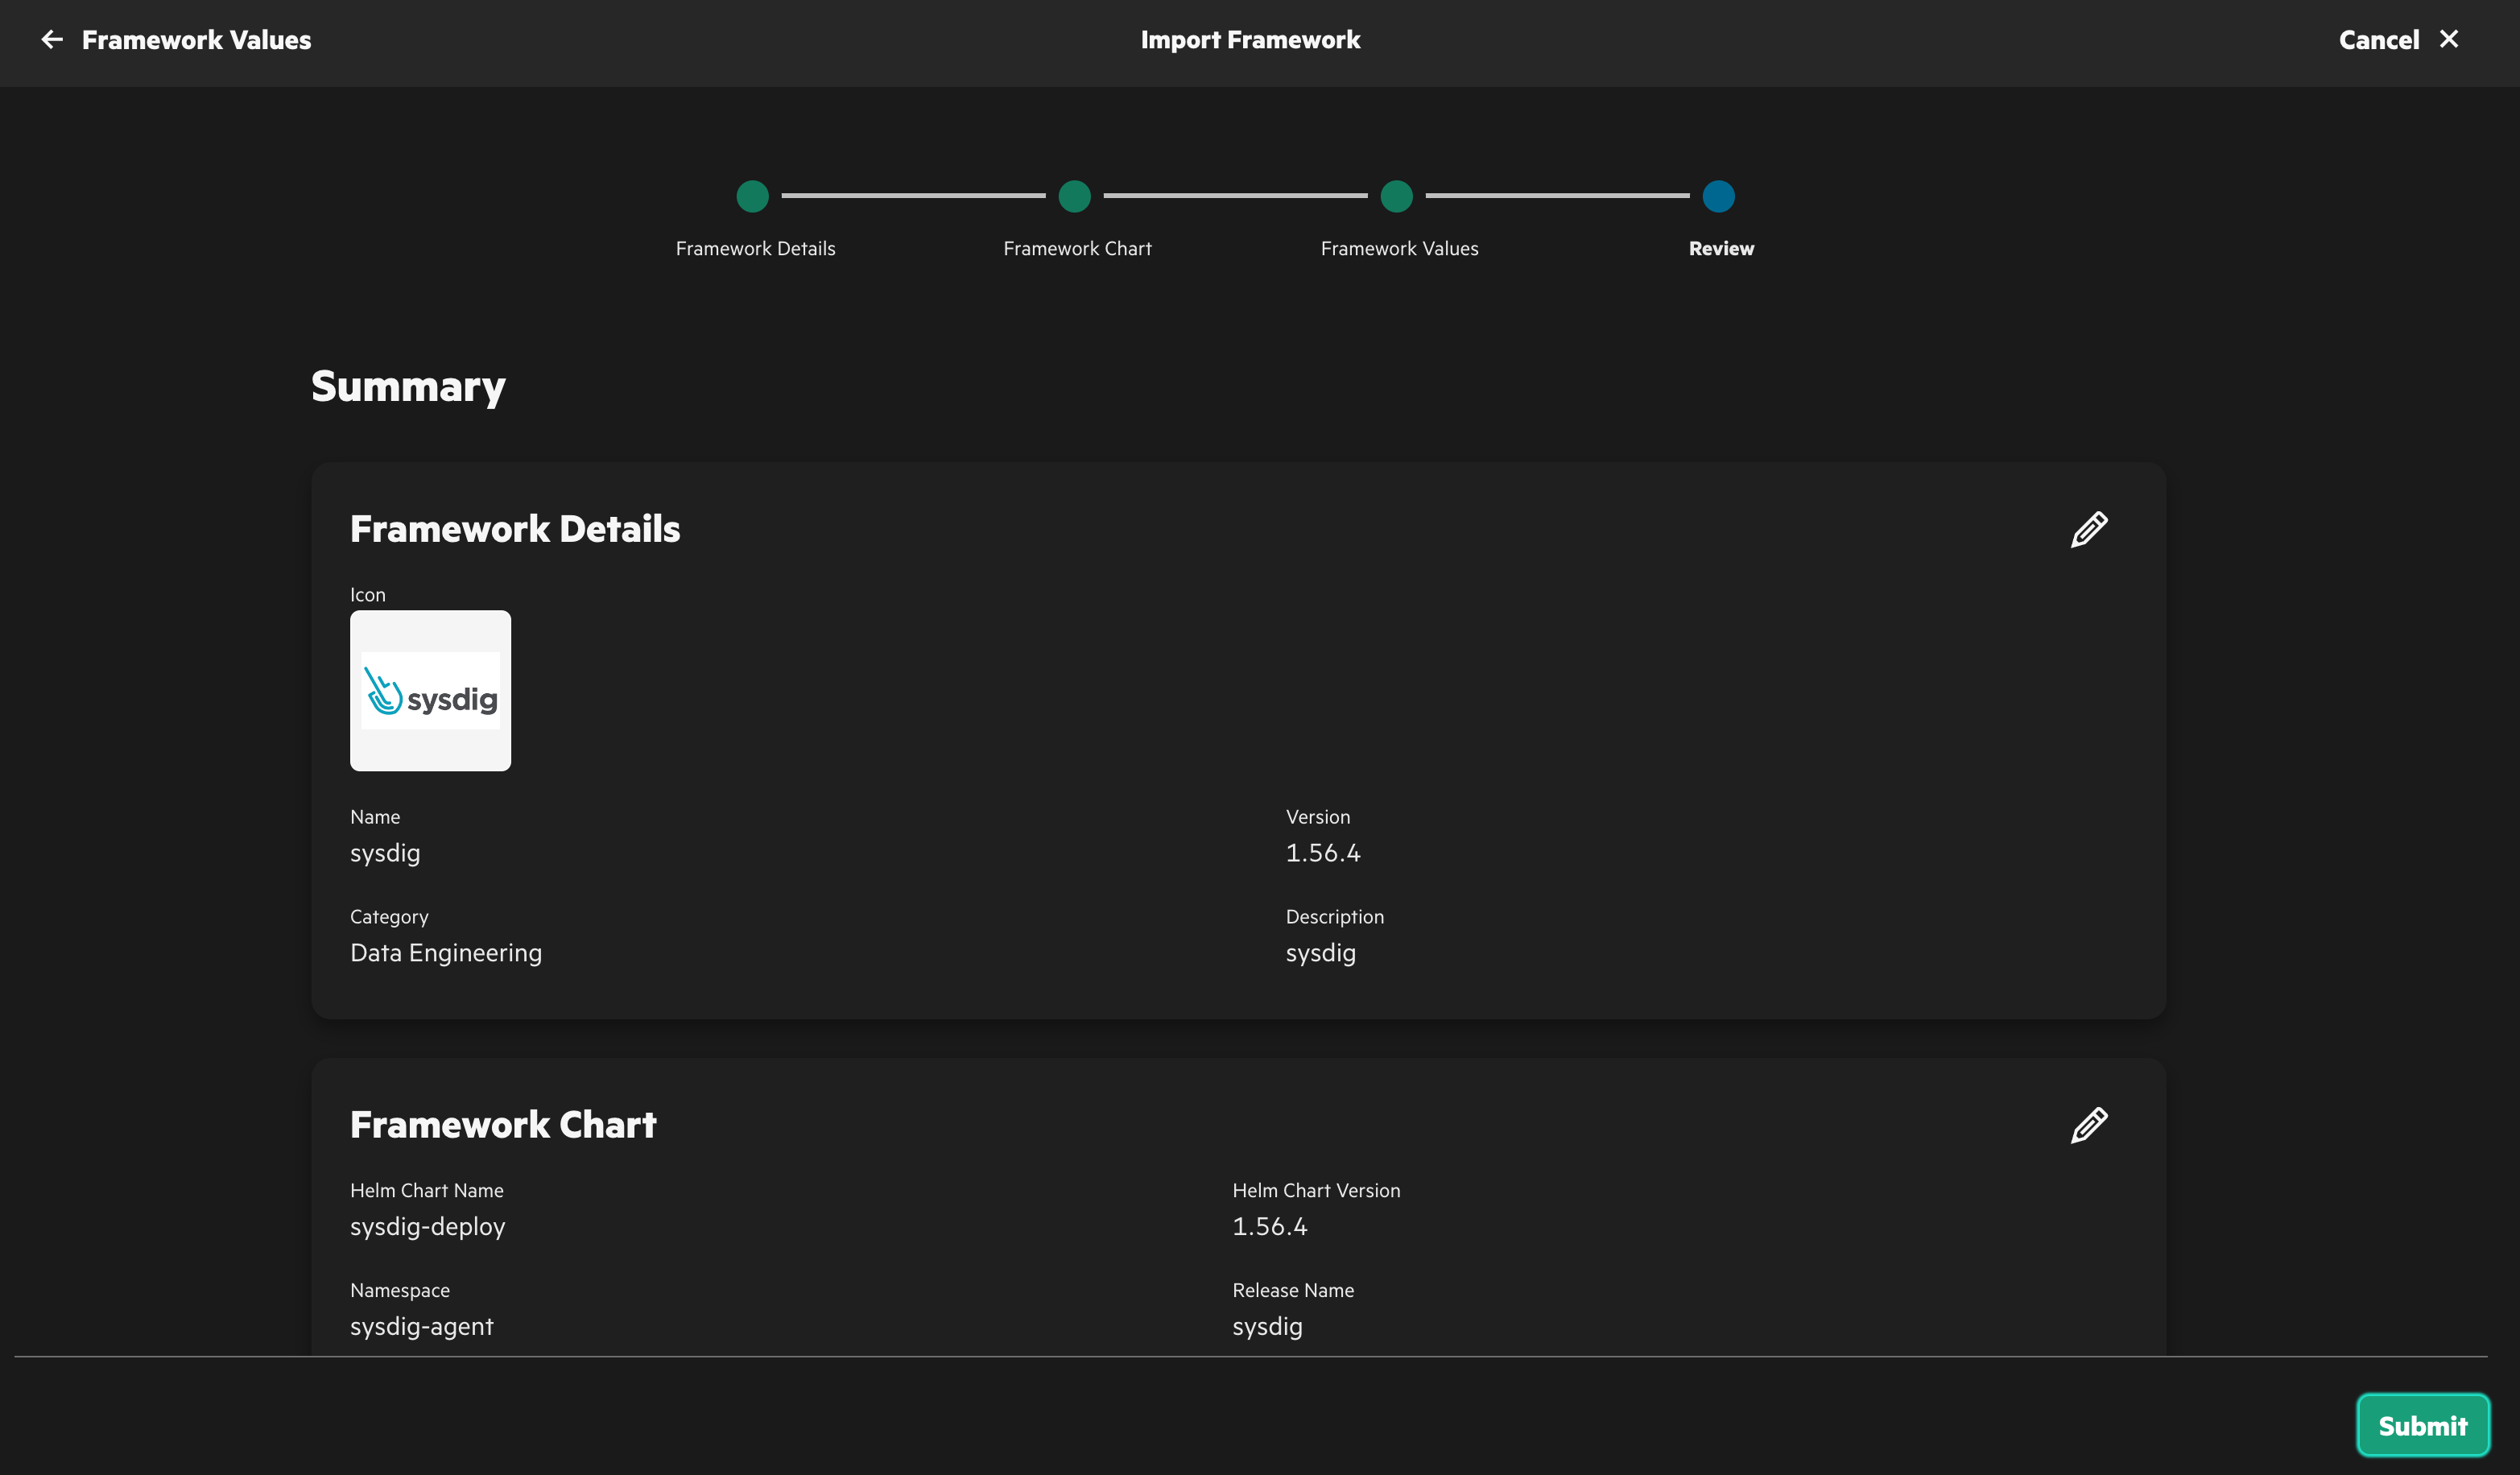 Framework Values
Import Framework
Cancel
Framework Details
Framework Chart
Framework Values
Review
Summary
Framework Details
Icon
sysdig
Name
Version
sysdig
1.56.4
Category
Description
Data Engineering
sysdig
Framework Chart
Helm Chart Name
Helm Chart Version
sysdig-deploy
1.56.4
Namespace
Release Name
sysdig-agent
sysdig
Submit